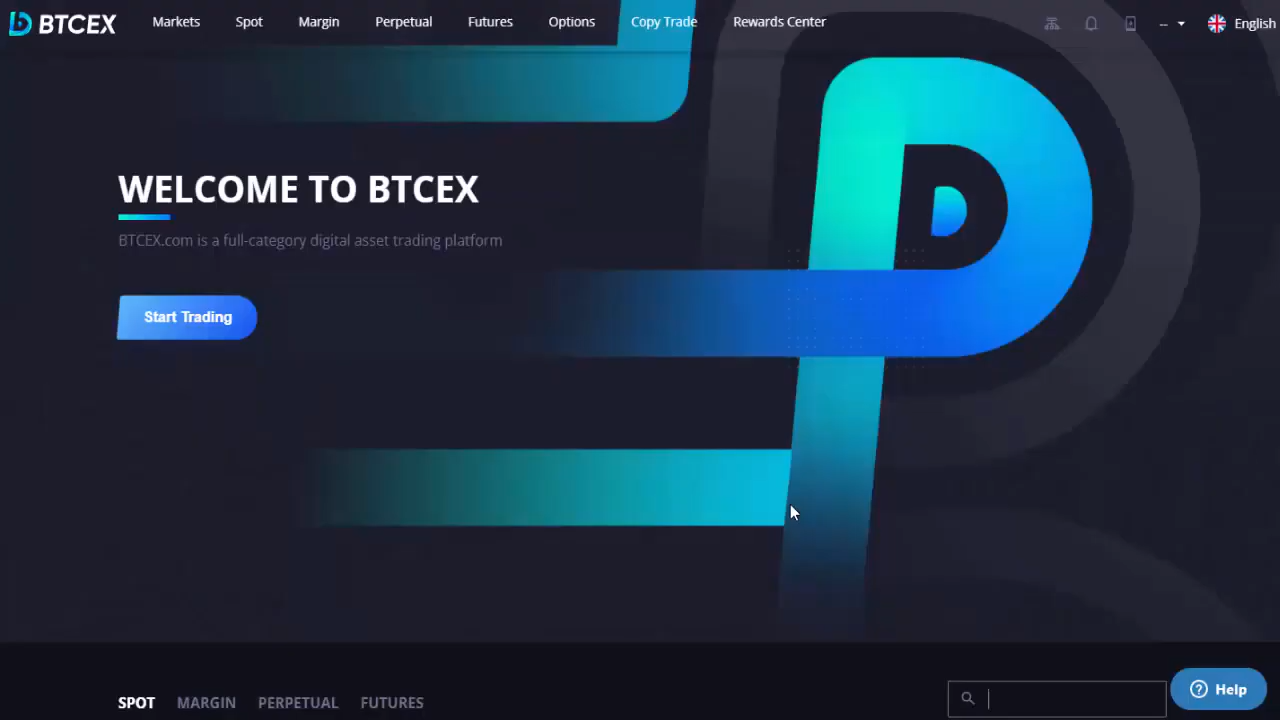 BTCEX
Markets
Spot
Margin
Perpetual
Futures
Options
Copy Trade
Rewards Center
--
English
WELCOME TO BTCEX
BTCEX.com is a full-category digital asset trading platform
Start Trading
SPOT
MARGIN
PERPETUAL
FUTURES
Help